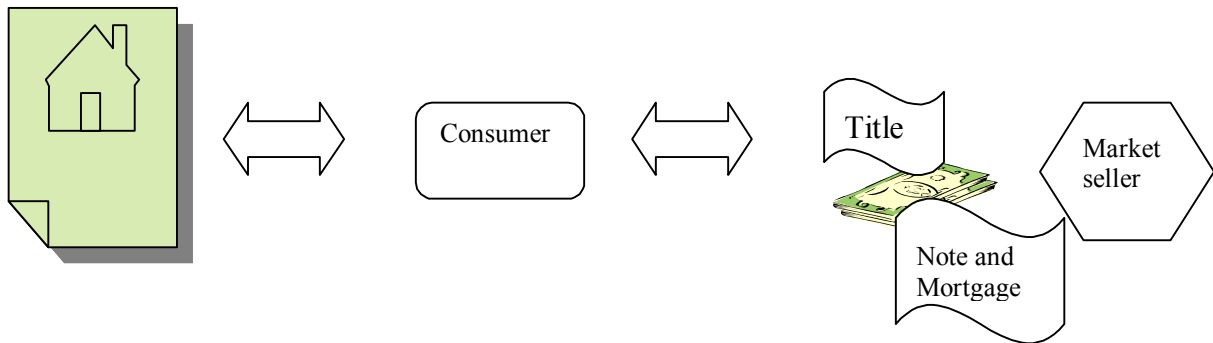 Consumer
Title
Market
seller
Note and
Mortgage